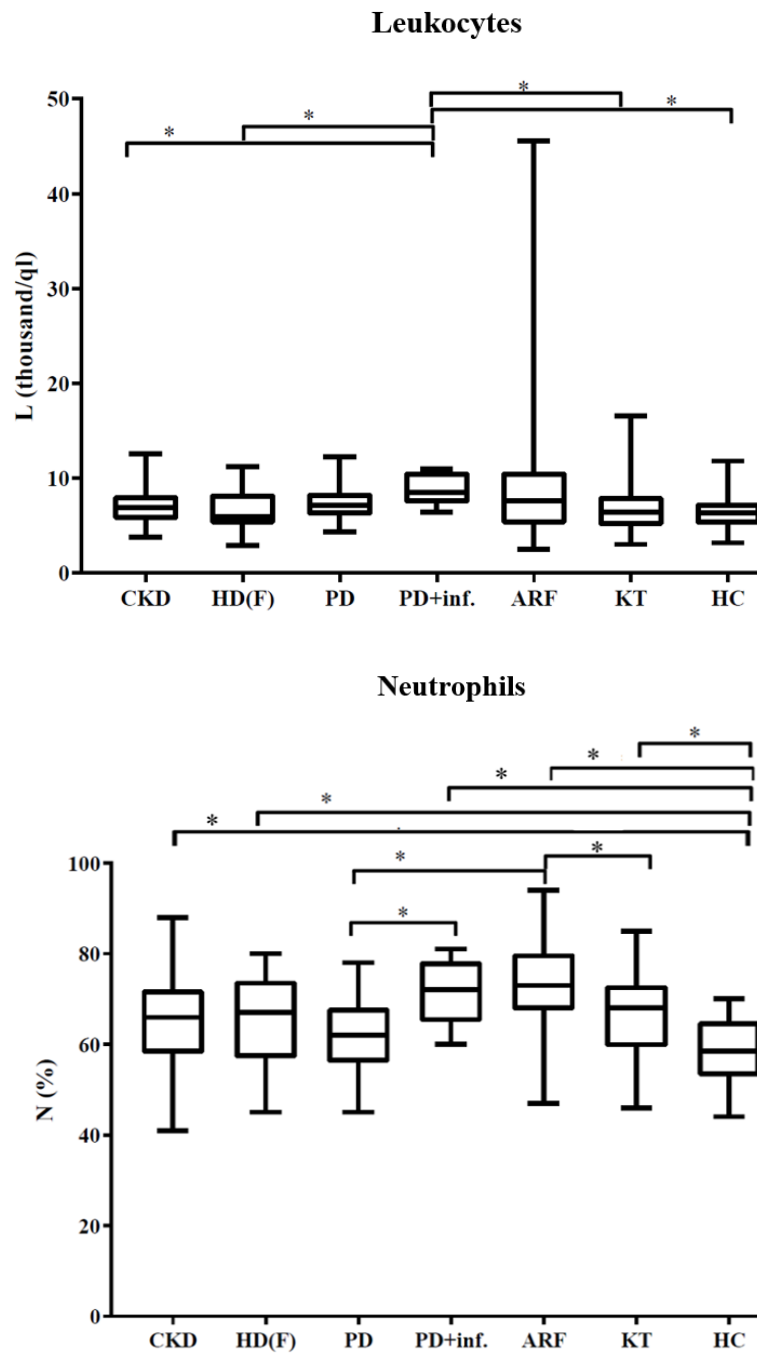 Leukocytes
* * * *
50
40
30
20
10
0
L (thousand/ql)
CKD HD(F) PD PD+inf. ARF KT HC
Neutrophils
*
*
*
*
*
*
*
*
100
80
60
40
20
0
N (%)
CKD HD(F) PD PD+inf. ARF KT HC